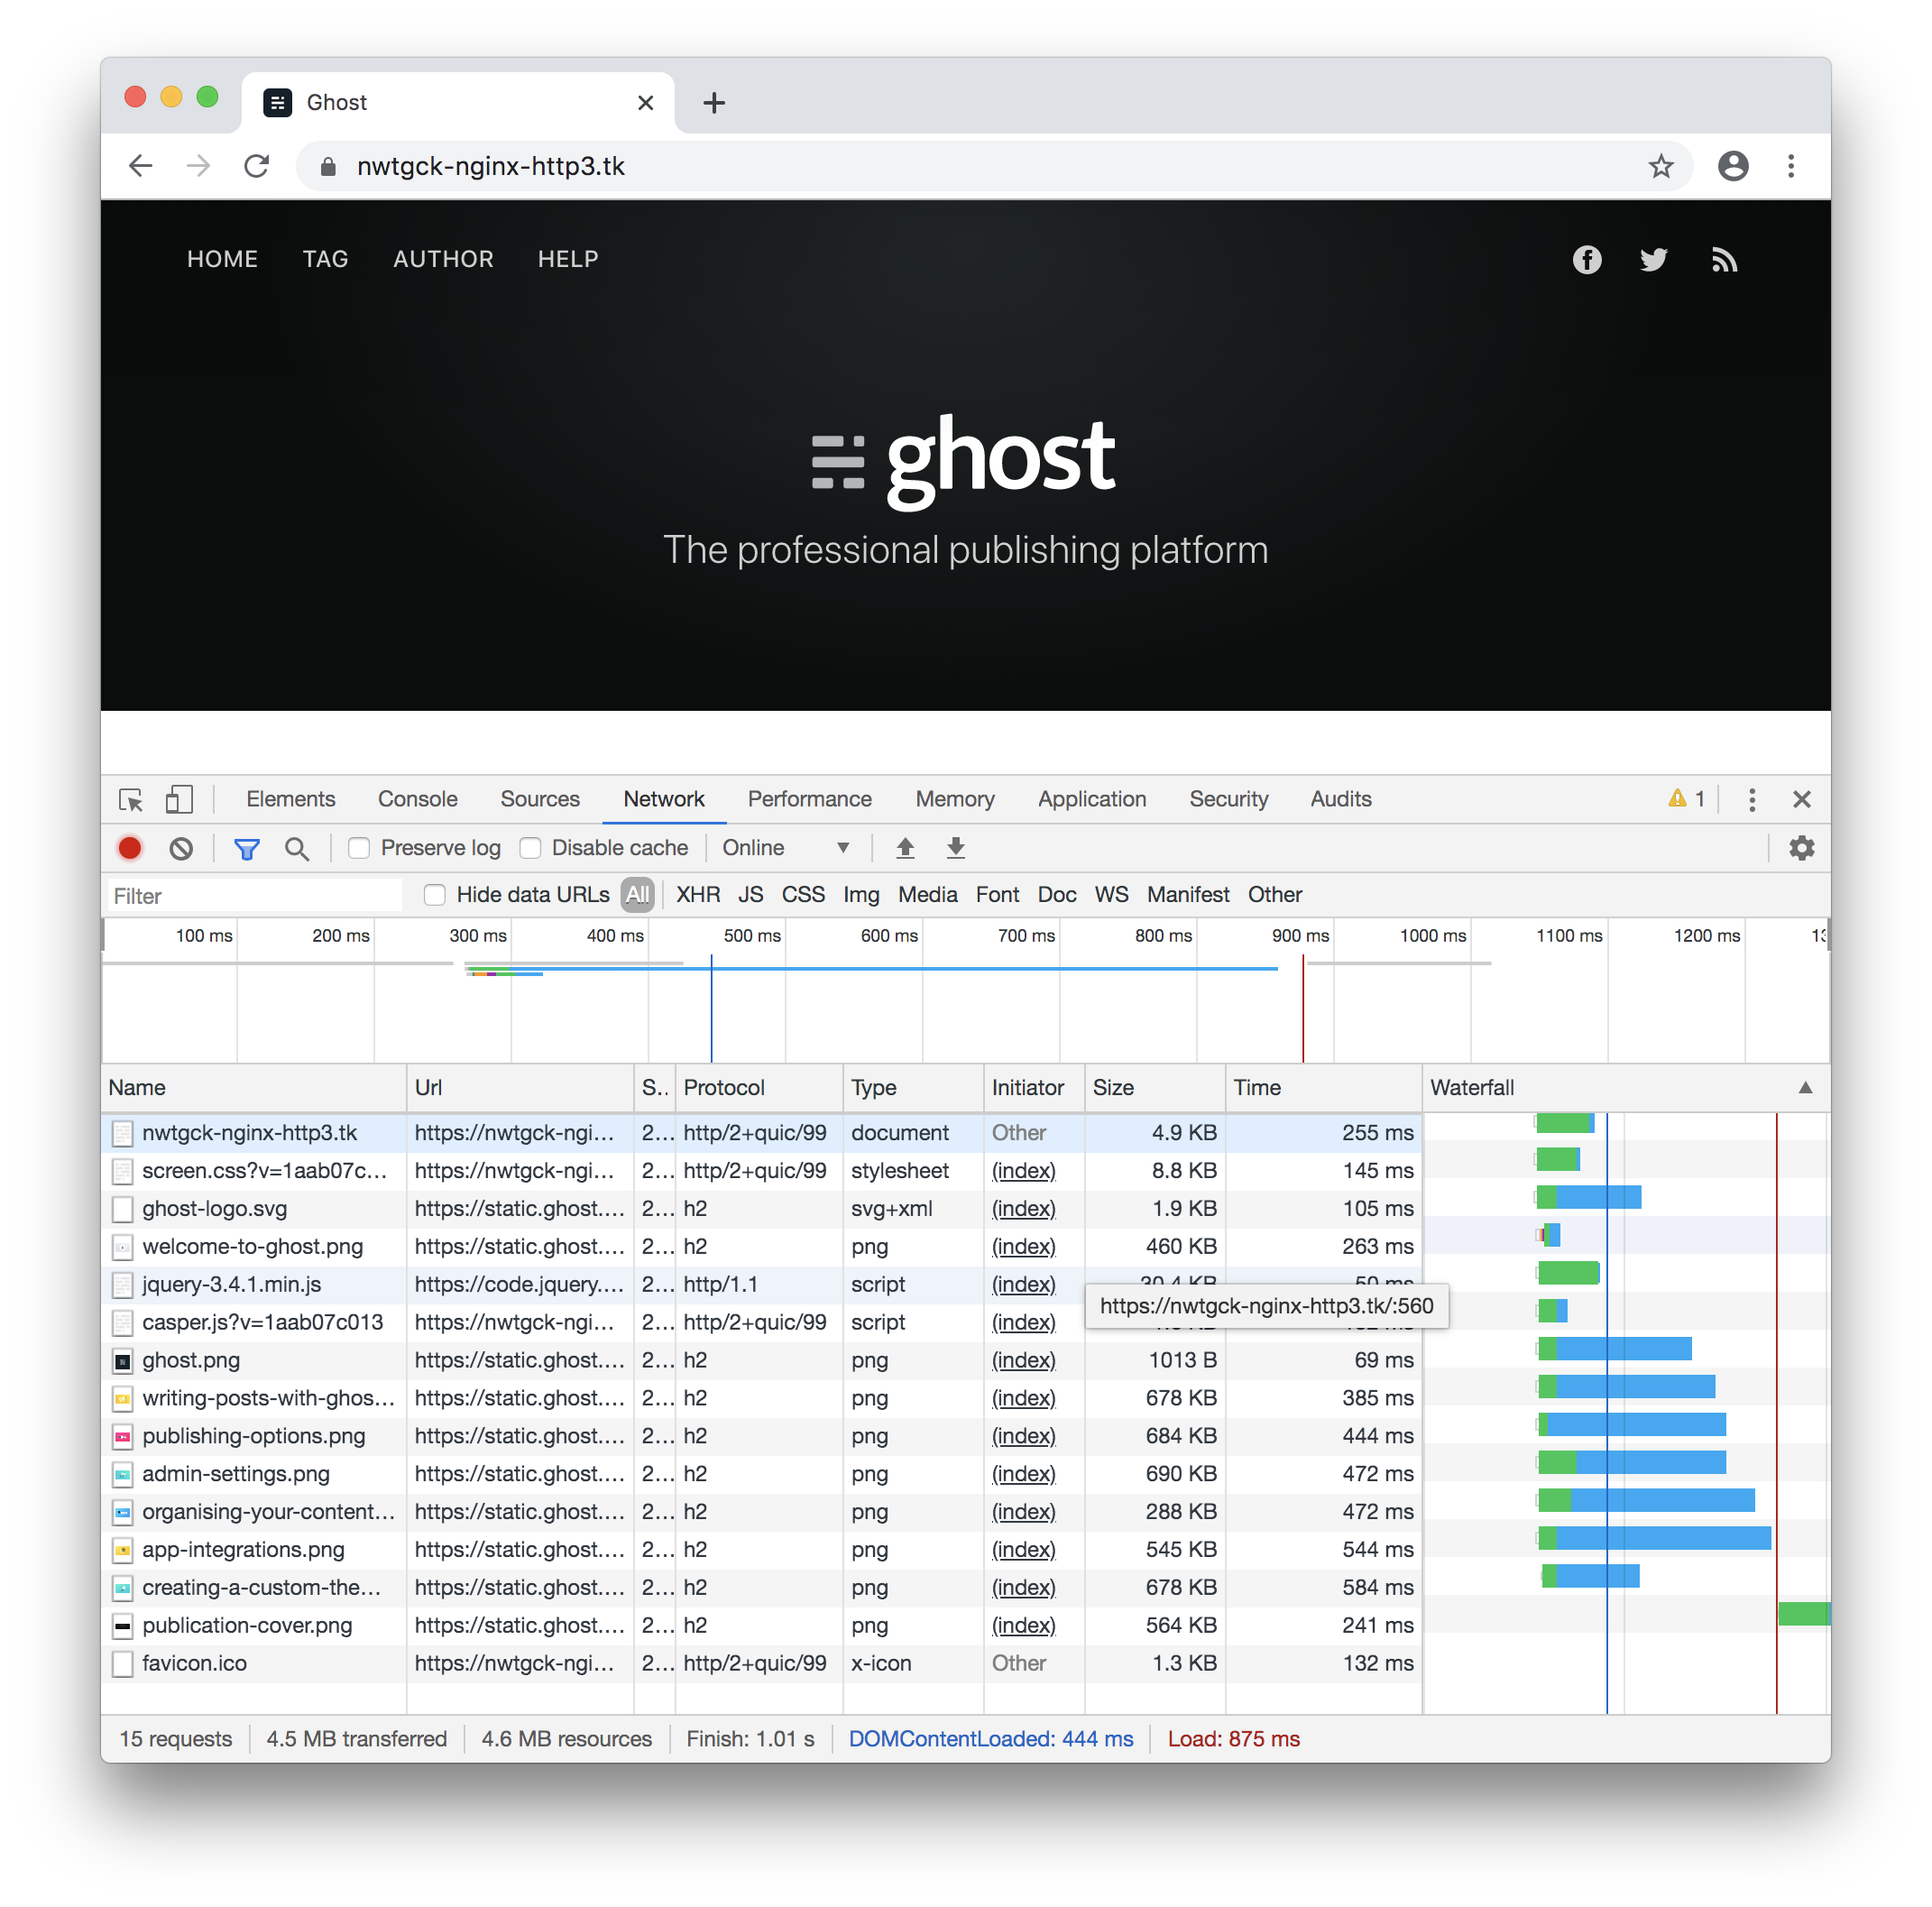 Ghost
nwtgck-nginx-http3.tk
HOME TAG AUTHOR HELP
ghost
The professional publishing platform
Elements Console Sources Network Performance Memory Application Security Audits 1
Preserve log Disable cache Online
Filter Hide data URLs All XHR JS CSS Img Media Font Doc WS Manifest Other
100 ms 200 ms 300 ms 400 ms 500 ms 600 ms 700 ms 800 ms 900 ms 1000 ms 1100 ms 1200 ms
Name Url S.. Protocol Type Initiator Size Time Waterfall
nwtgck-nginx-http3.tk https://nwtgck-ngi... 2... http/2+quic/99 document Other 4.9 KB 255 ms
screen.css?v=1aab07c... https://nwtgck-ngi... 2... http/2+quic/99 stylesheet (index) 8.8 KB 145 ms
ghost-logo.svg https://static.ghost.... 2... h2 svg+xml (index) 1.9 KB 105 ms
welcome-to-ghost.png https://static.ghost.... 2... h2 png (index) 460 KB 263 ms
jquery-3.4.1.min.js https://code.jquery.... 2... http/1.1 script (index) 30.4 KB 50 ms
https://nwtgck-nginx-http3.tk/:560
casper.js?v=1aab07c013 https://nwtgck-ngi... 2... http/2+quic/99 script (index)
ghost.png https://static.ghost.... 2... h2 png (index) 1013 B 69 ms
writing-posts-with-ghos... https://static.ghost.... 2... h2 png (index) 678 KB 385 ms
publishing-options.png https://static.ghost.... 2... h2 png (index) 684 KB 444 ms
admin-settings.png https://static.ghost.... 2... h2 png (index) 690 KB 472 ms
organising-your-content... https://static.ghost.... 2... h2 png (index) 288 KB 472 ms
app-integrations.png https://static.ghost.... 2... h2 png (index) 545 KB 544 ms
creating-a-custom-the... https://static.ghost.... 2... h2 png (index) 678 KB 584 ms
publication-cover.png https://static.ghost.... 2... h2 png (index) 564 KB 241 ms
favicon.ico https://nwtgck-ngi... 2... http/2+quic/99 x-icon Other 1.3 KB 132 ms
15 requests 4.5 MB transferred 4.6 MB resources Finish: 1.01 s DOMContentLoaded: 444 ms Load: 875 ms